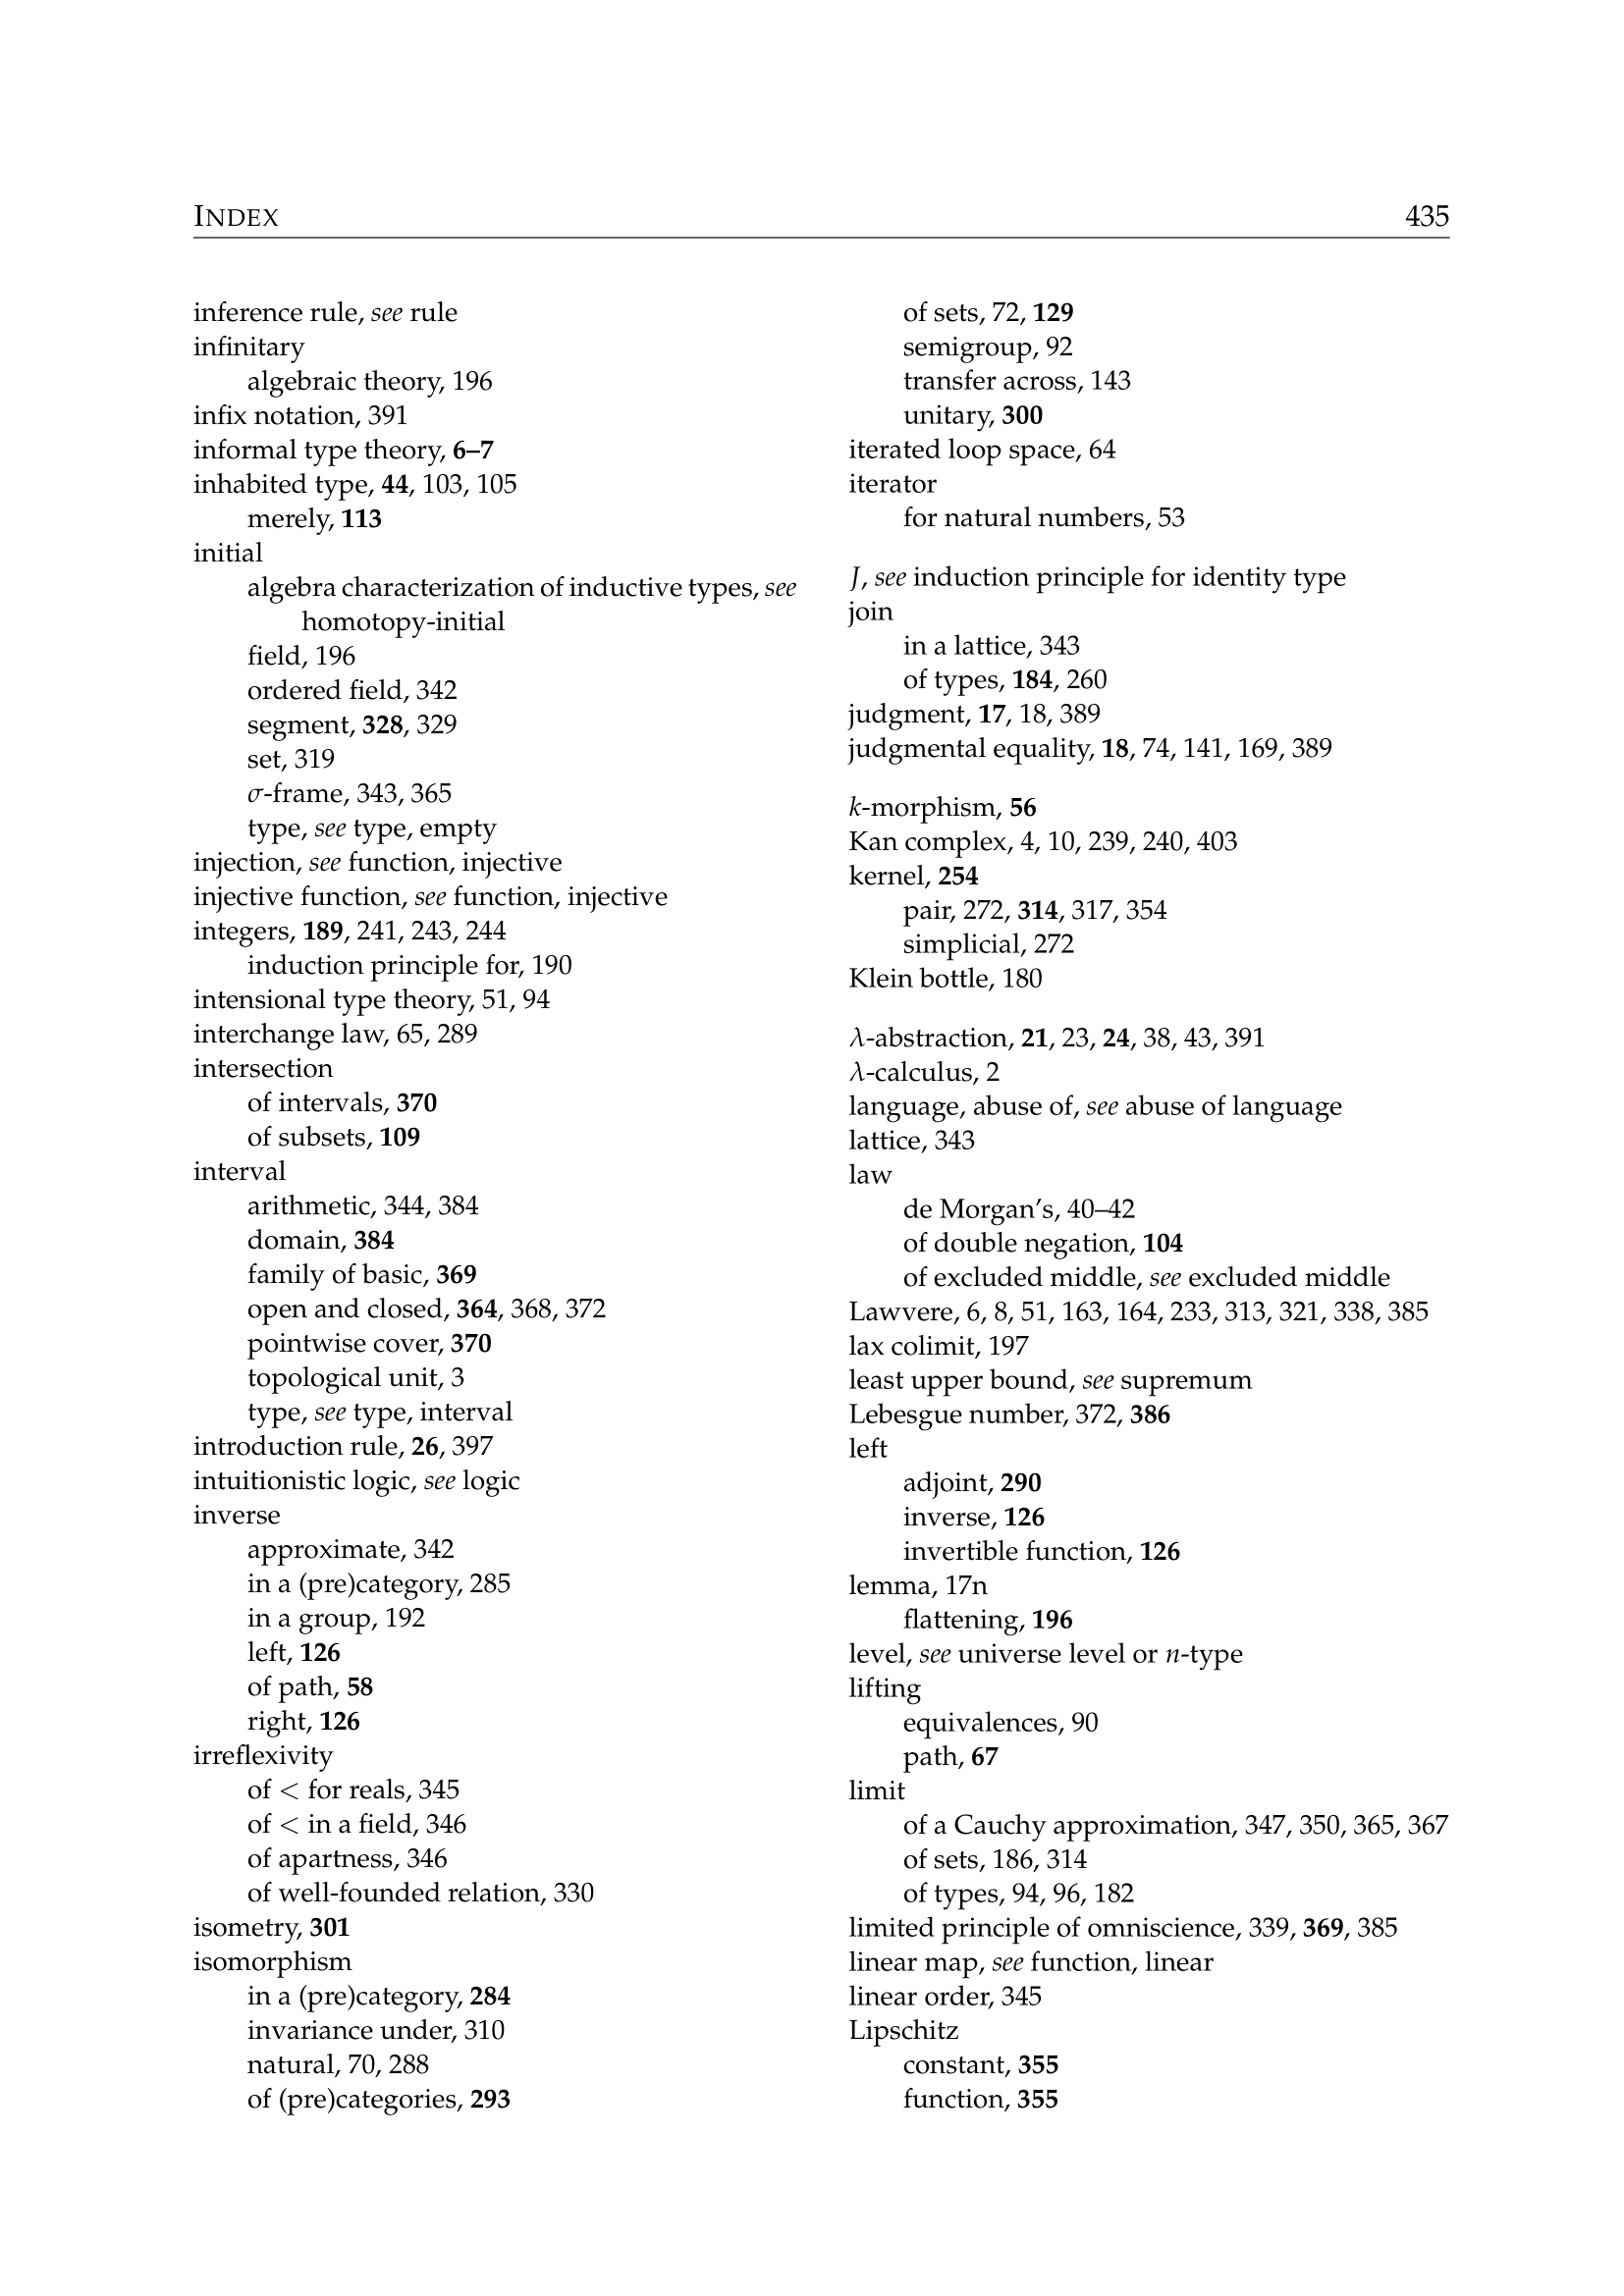 INDEX 435
inference rule, see rule
infinitary
algebraic theory, 196
infix notation, 391
informal type theory, 6–7
inhabited type, 44, 103, 105
merely, 113
initial
algebra characterization of inductive types, see
homotopy-initial
field, 196
ordered field, 342
segment, 328, 329
set, 319
σ-frame, 343, 365
type, see type, empty
injection, see function, injective
injective function, see function, injective
integers, 189, 241, 243, 244
induction principle for, 190
intensional type theory, 51, 94
interchange law, 65, 289
intersection
of intervals, 370
of subsets, 109
interval
arithmetic, 344, 384
domain, 384
family of basic, 369
open and closed, 364, 368, 372
pointwise cover, 370
topological unit, 3
type, see type, interval
introduction rule, 26, 397
intuitionistic logic, see logic
inverse
approximate, 342
in a (pre)category, 285
in a group, 192
left, 126
of path, 58
right, 126
irreflexivity
of < for reals, 345
of < in a field, 346
of apartness, 346
of well-founded relation, 330
isometry, 301
isomorphism
in a (pre)category, 284
invariance under, 310
natural, 70, 288
of (pre)categories, 293
of sets, 72, 129
semigroup, 92
transfer across, 143
unitary, 300
iterated loop space, 64
iterator
for natural numbers, 53
J, see induction principle for identity type
join
in a lattice, 343
of types, 184, 260
judgment, 17, 18, 389
judgmental equality, 18, 74, 141, 169, 389
k-morphism, 56
Kan complex, 4, 10, 239, 240, 403
kernel, 254
pair, 272, 314, 317, 354
simplicial, 272
Klein bottle, 180
λ-abstraction, 21, 23, 24, 38, 43, 391
λ-calculus, 2
language, abuse of, see abuse of language
lattice, 343
law
de Morgan's, 40–42
of double negation, 104
of excluded middle, see excluded middle
Lawvere, 6, 8, 51, 163, 164, 233, 313, 321, 338, 385
lax colimit, 197
least upper bound, see supremum
Lebesgue number, 372, 386
left
adjoint, 290
inverse, 126
invertible function, 126
lemma, 17n
flattening, 196
level, see universe level or n-type
lifting
equivalences, 90
path, 67
limit
of a Cauchy approximation, 347, 350, 365, 367
of sets, 186, 314
of types, 94, 96, 182
limited principle of omniscience, 339, 369, 385
linear map, see function, linear
linear order, 345
Lipschitz
constant, 355
function, 355